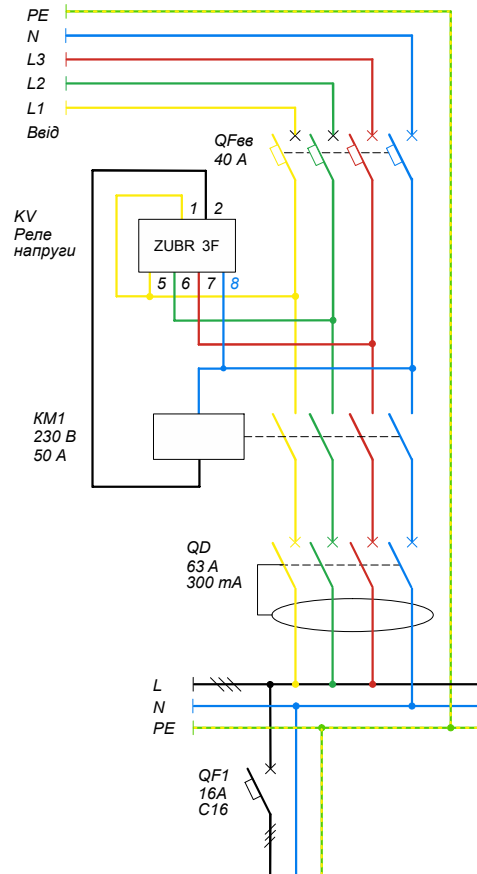 PE
N
L3
L2
L1
Ввід
QFвв
40 А
KV
Реле
напруги
1 2
ZUBR 3F
5 6 7 8
КМ1
230 В
50 А
QD
63 А
300 mA
L
N
PE
QF1
16A
C16